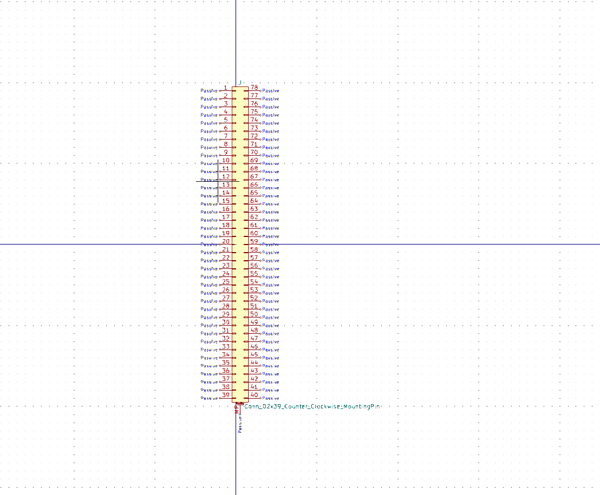 J
Passive 1 78 Passive
Passive 2 77 Passive
Passive 3 76 Passive
Passive 4 75 Passive
Passive 5 74 Passive
Passive 6 73 Passive
Passive 7 72 Passive
Passive 8 71 Passive
Passive 9 70 Passive
Passive 10 69 Passive
Passive 11 68 Passive
Passive 12 67 Passive
Passive 13 66 Passive
Passive 14 65 Passive
Passive 15 64 Passive
Passive 16 63 Passive
Passive 17 62 Passive
Passive 18 61 Passive
Passive 19 60 Passive
Passive 20 59 Passive
Passive 21 58 Passive
Passive 22 57 Passive
Passive 23 56 Passive
Passive 24 55 Passive
Passive 25 54 Passive
Passive 26 53 Passive
Passive 27 52 Passive
Passive 28 51 Passive
Passive 29 50 Passive
Passive 30 49 Passive
Passive 31 48 Passive
Passive 32 47 Passive
Passive 33 46 Passive
Passive 34 45 Passive
Passive 35 44 Passive
Passive 36 43 Passive
Passive 37 42 Passive
Passive 38 41 Passive
Passive 39 40 Passive
Conn_02x39_Counter_Clockwise_MountingPin
Passive